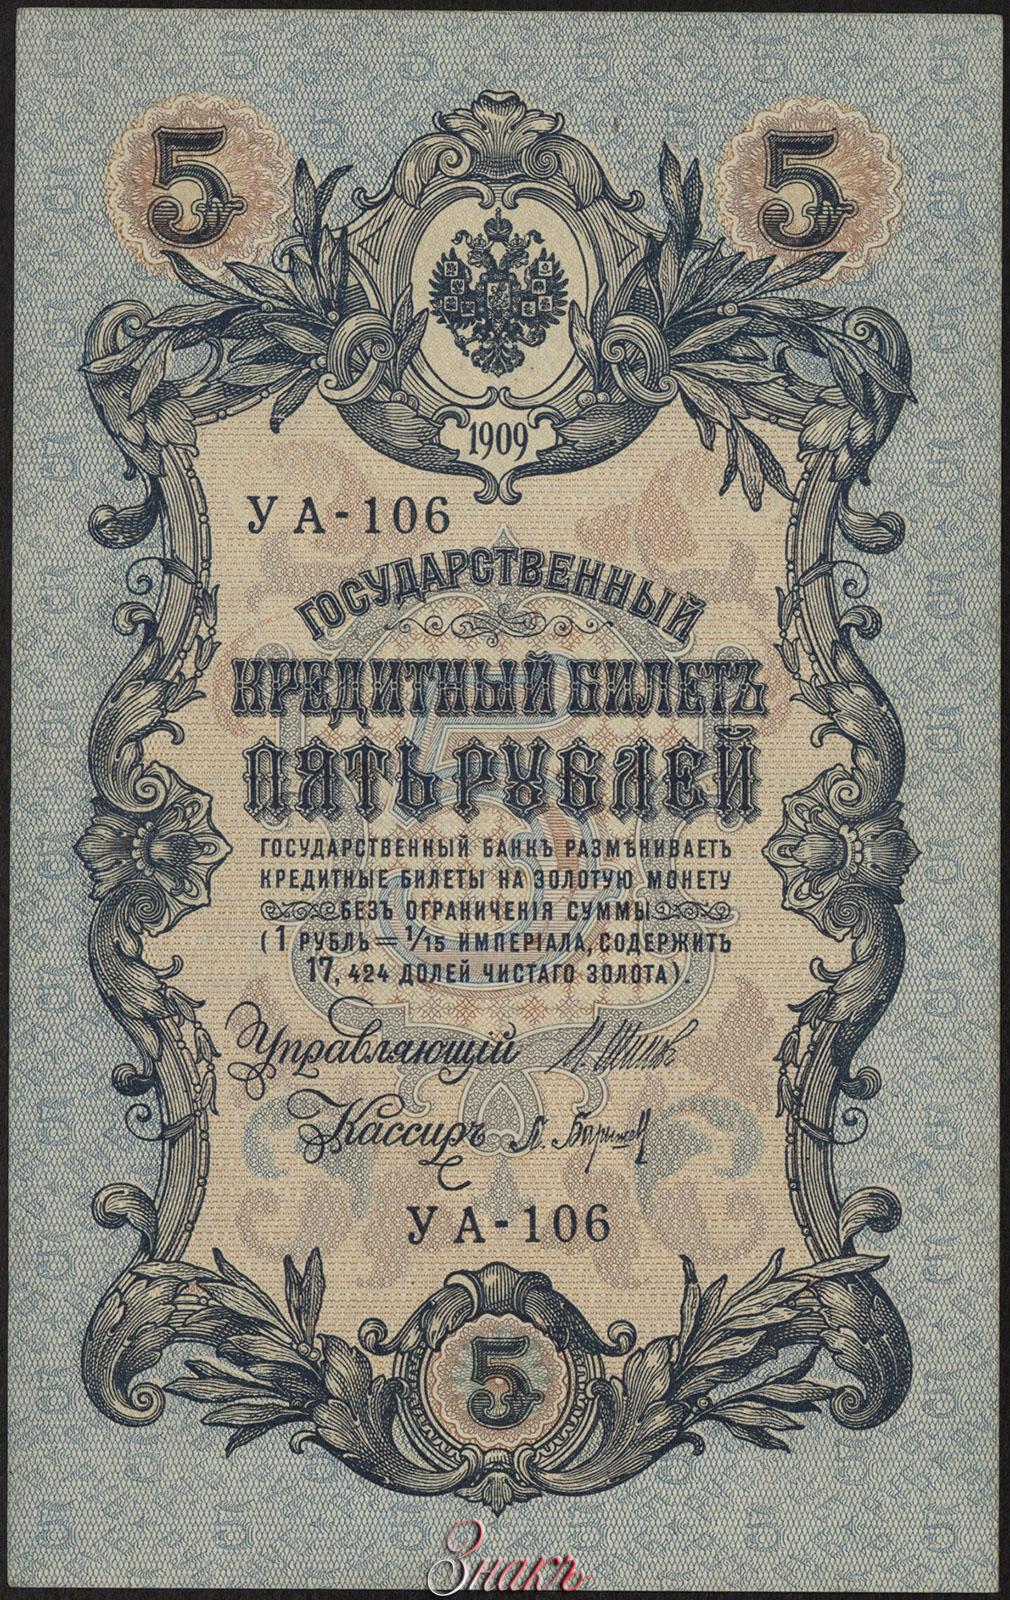 5 5
1909
УА-106
ГОСУДАРСТВЕННЫЙ
КРЕДИТНЫЙ БИЛЕТЪ
ПЯТЬ РУБЛЕЙ
5
ГОСУДАРСТВЕННЫЙ БАНКЪ РАЗМѢНИВАЕТЪ
КРЕДИТНЫЕ БИЛЕТЫ НА ЗОЛОТУЮ МОНЕТУ
БЕЗЪ ОГРАНИЧЕНІЯ СУММЫ
(1 РУБЛЬ = 1/15 ИМПЕРІАЛА, СОДЕРЖИТЪ
17, 424 ДОЛЕЙ ЧИСТАГО ЗОЛОТА).
Управляющій И. Шипов
Кассиръ
УА-106
5
Знакъ